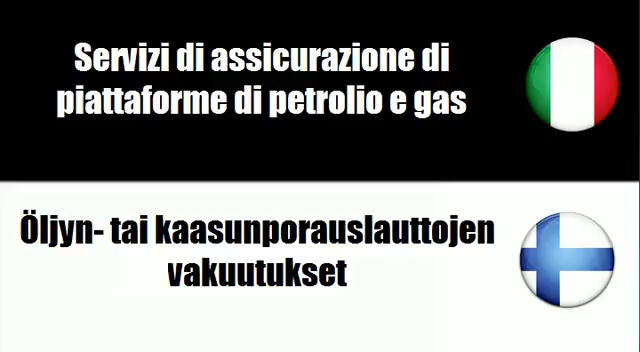 Servizi di assicurazione di
piattaforme di petrolio e gas
Öljyn- tai kaasunporauslauttojen
vakuutukset